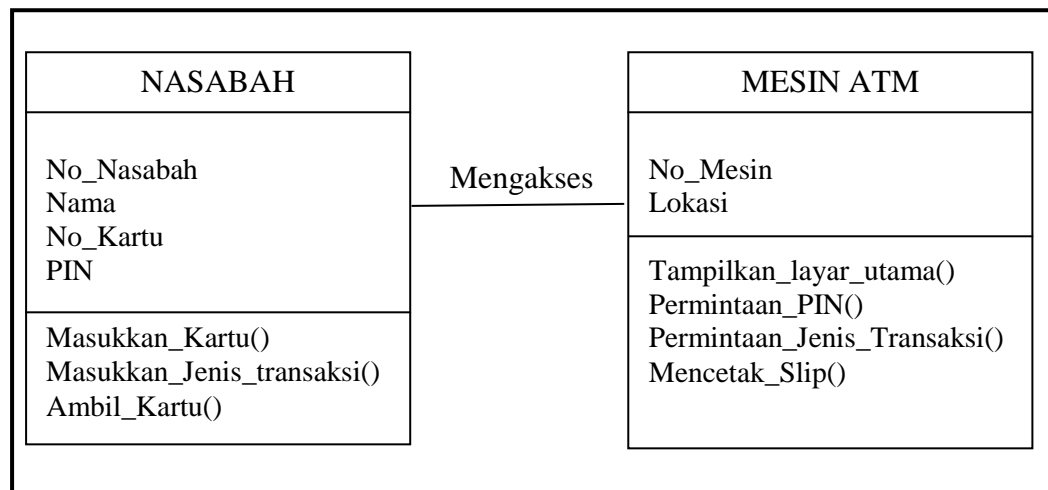 NASABAH
No_Nasabah
Nama
No_Kartu
PIN
Masukkan_Kartu()
Masukkan_Jenis_transaksi()
Ambil_Kartu()
Mengakses
MESIN ATM
No_Mesin
Lokasi
Tampilkan_layar_utama()
Permintaan_PIN()
Permintaan_Jenis_Transaksi()
Mencetak_Slip()